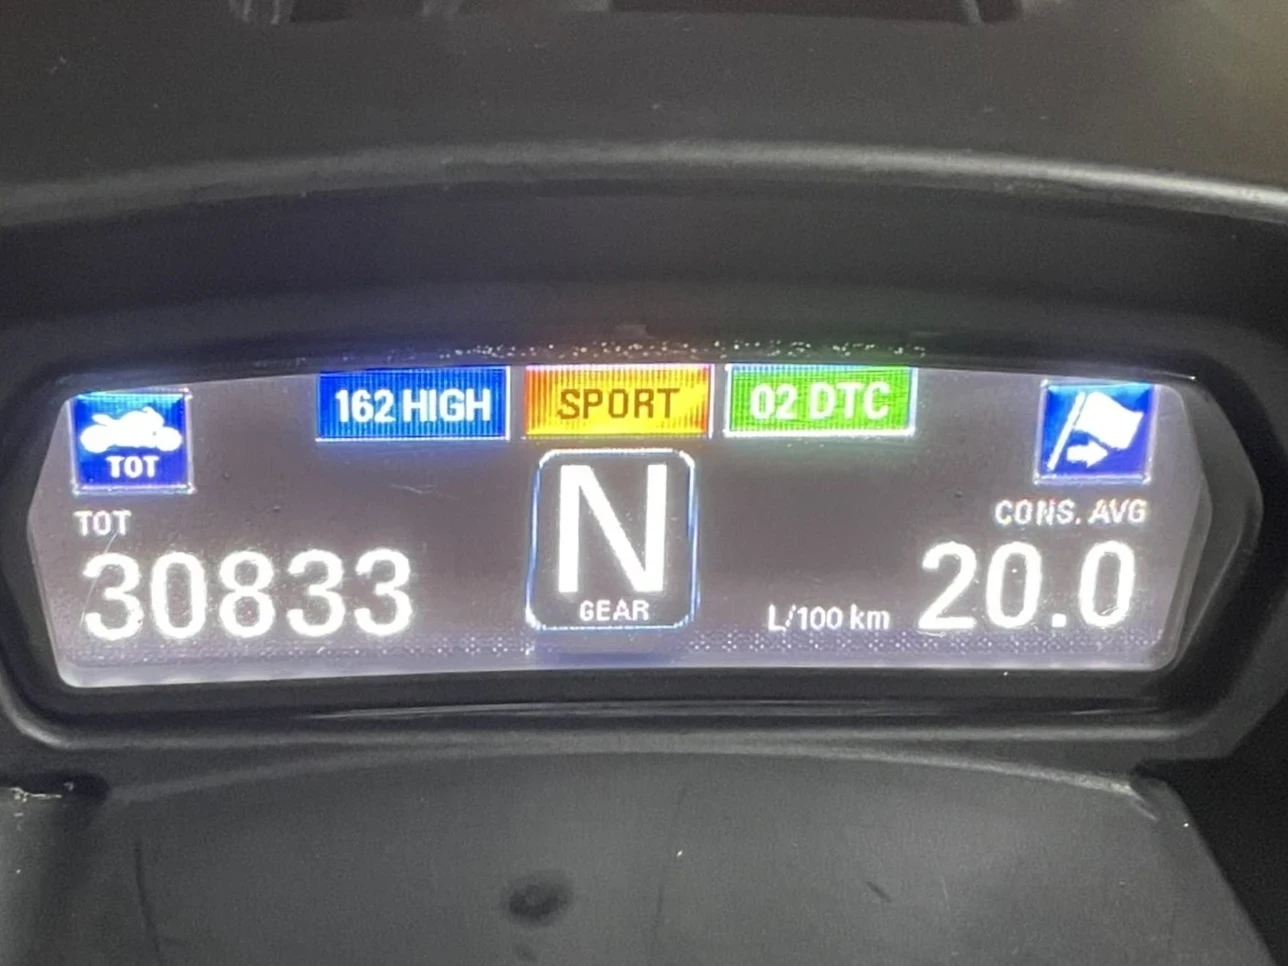 162 HIGH SPORT 02 DTC
TOT
TOT
30833
N
GEAR
CONS. AVG
L/100 km 20.0